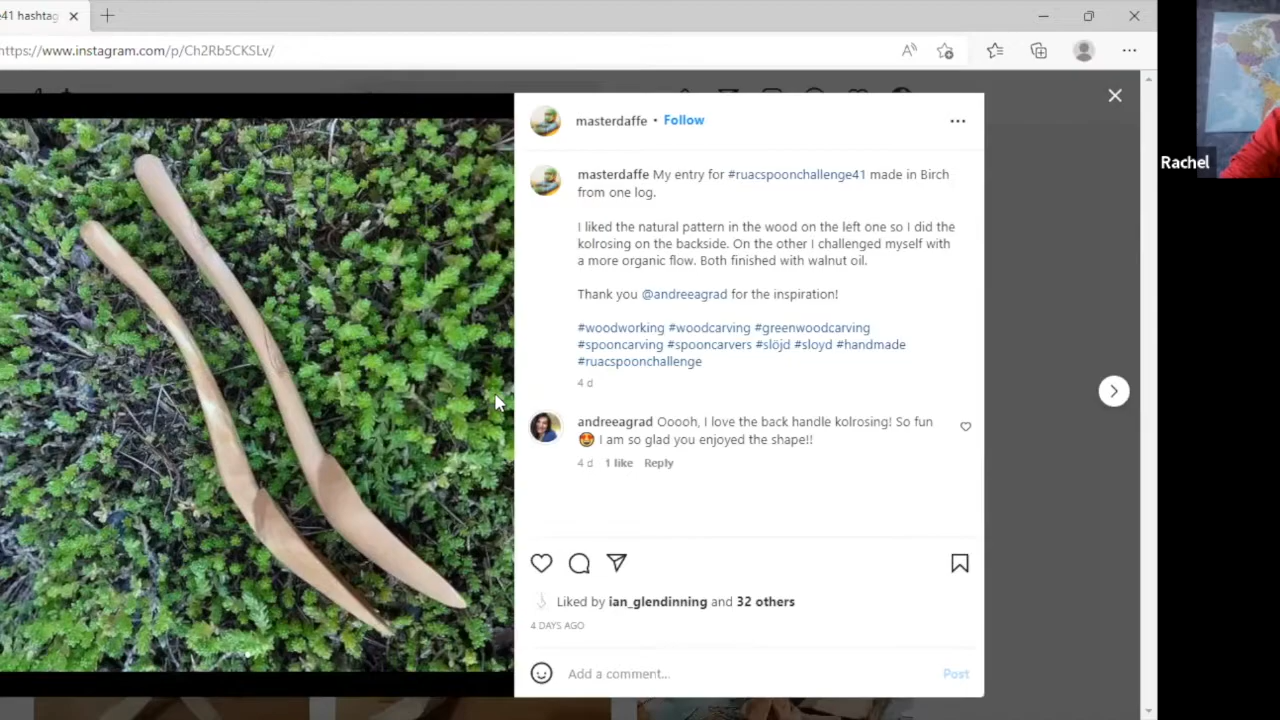 41 hashtag
https://www.instagram.com/p/Ch2Rb5CKSLv/
masterdaffe • Follow
masterdaffe My entry for #ruacspoonchallenge41 made in Birch
from one log.
I liked the natural pattern in the wood on the left one so I did the
kolrosing on the backside. On the other I challenged myself with
a more organic flow. Both finished with walnut oil.
Thank you @andreeagrad for the inspiration!
#woodworking #woodcarving #greenwoodcarving
#spooncarving #spooncarvers #slöjd #sloyd #handmade
#ruacspoonchallenge
4 d
andreeagrad Ooooh, I love the back handle kolrosing! So fun
😍 I am so glad you enjoyed the shape!!
4 d 1 like Reply
Liked by ian_glendinning and 32 others
4 DAYS AGO
Add a comment... Post
Rachel